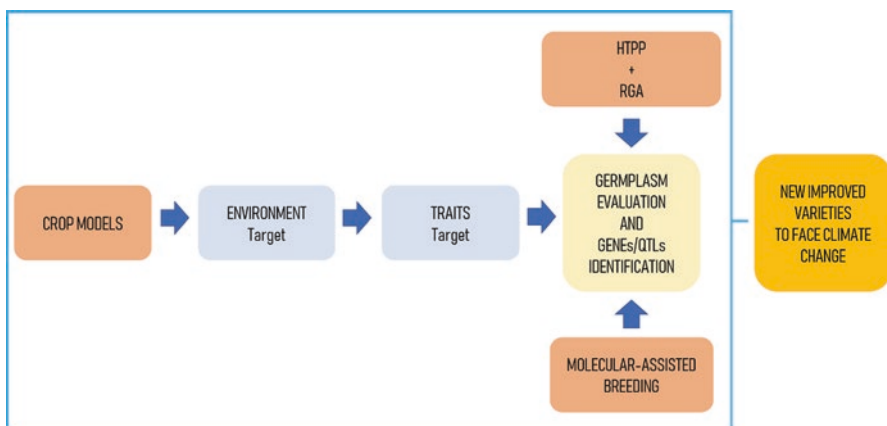 HTPP
+
RGA
CROP MODELS
ENVIRONMENT
Target
TRAITS
Target
GERMPLASM
EVALUATION
AND
GENEs/QTLs
IDENTIFICATION
MOLECULAR-ASSISTED
BREEDING
NEW IMPROVED
VARIETIES
TO FACE CLIMATE
CHANGE